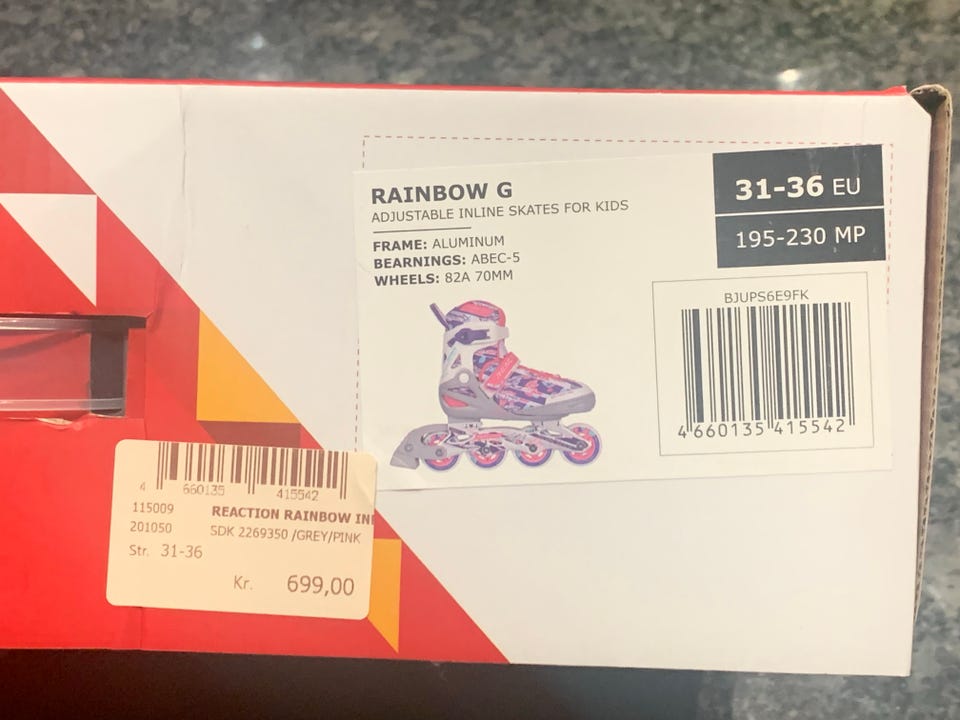 RAINBOW G
ADJUSTABLE INLINE SKATES FOR KIDS
FRAME: ALUMINUM
BEARNINGS: ABEC-5
WHEELS: 82A 70MM
31-36 EU
195-230 MP
BJUPS6E9FK
4 660135 415542
4 660135 415542
115009 REACTION RAINBOW IN
201050 SDK 2269350 /GREY/PINK
Str. 31-36
Kr. 699,00